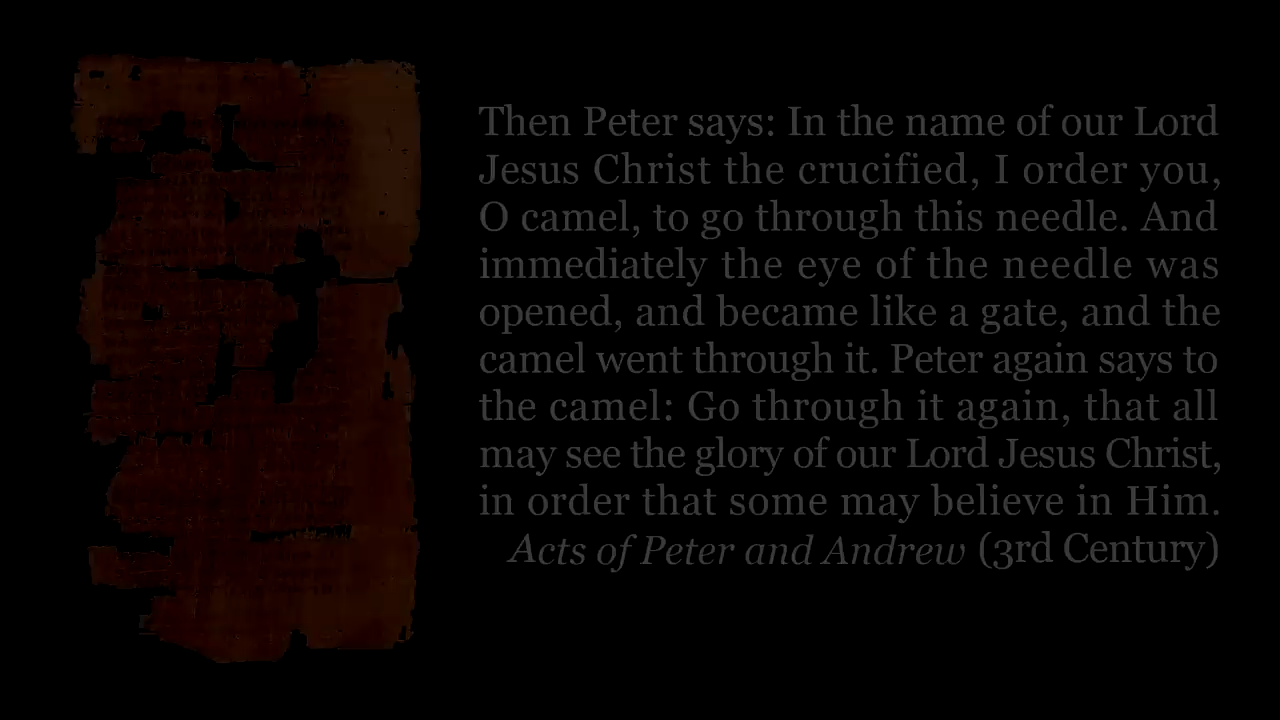 Then Peter says: In the name of our Lord
Jesus Christ the crucified, I order you,
O camel, to go through this needle. And
immediately the eye of the needle was
opened, and became like a gate, and the
camel went through it. Peter again says to
the camel: Go through it again, that all
may see the glory of our Lord Jesus Christ,
in order that some may believe in Him.
Acts of Peter and Andrew (3rd Century)